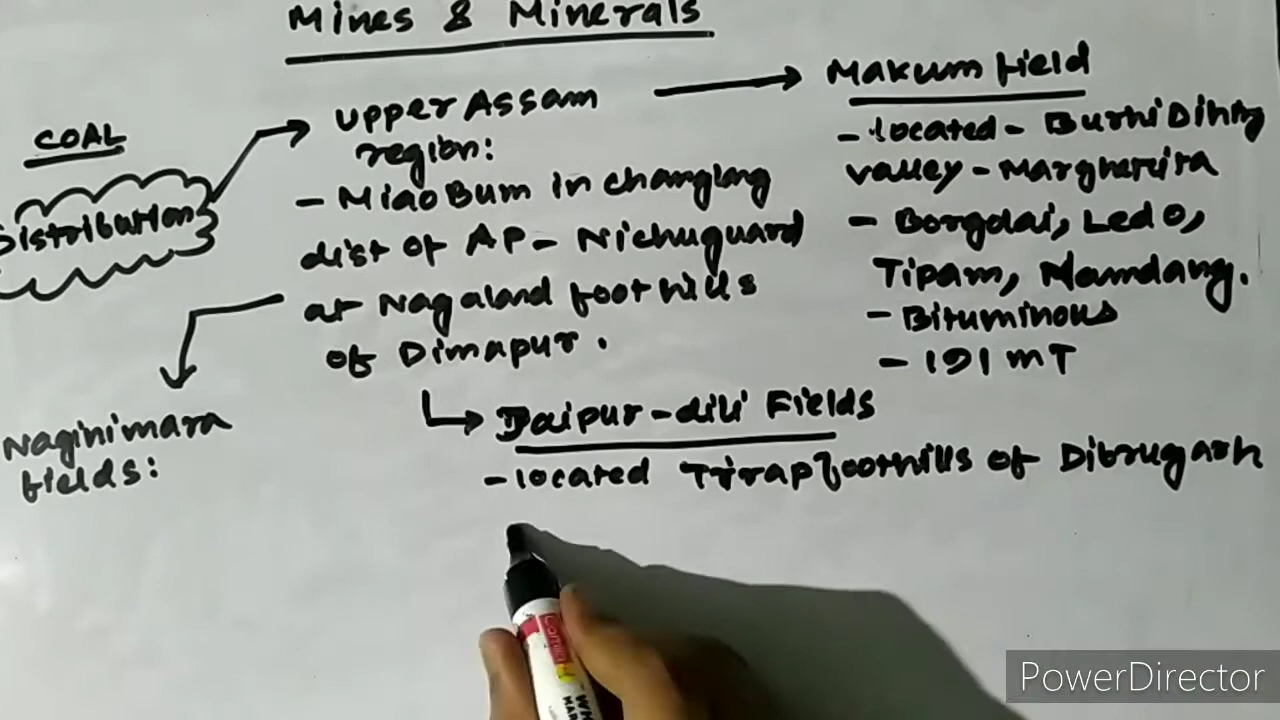 Mines & Minerals
COAL
Distribution
Upper Assam
region:
- Miao Bum in changlang
dist of AP - Nichuguard
at Nagaland foothills
of Dimapur.
Makum field
- located - Burhi Dihing
valley - Margherita
- Borgolai, Ledo,
Tipam, Namdang.
- Bituminous
- 191 mT
Jaipur-dilli Fields
- located Tirap foothills of Dibrugarh
Naginimara
fields:
Camlin
PowerDirector